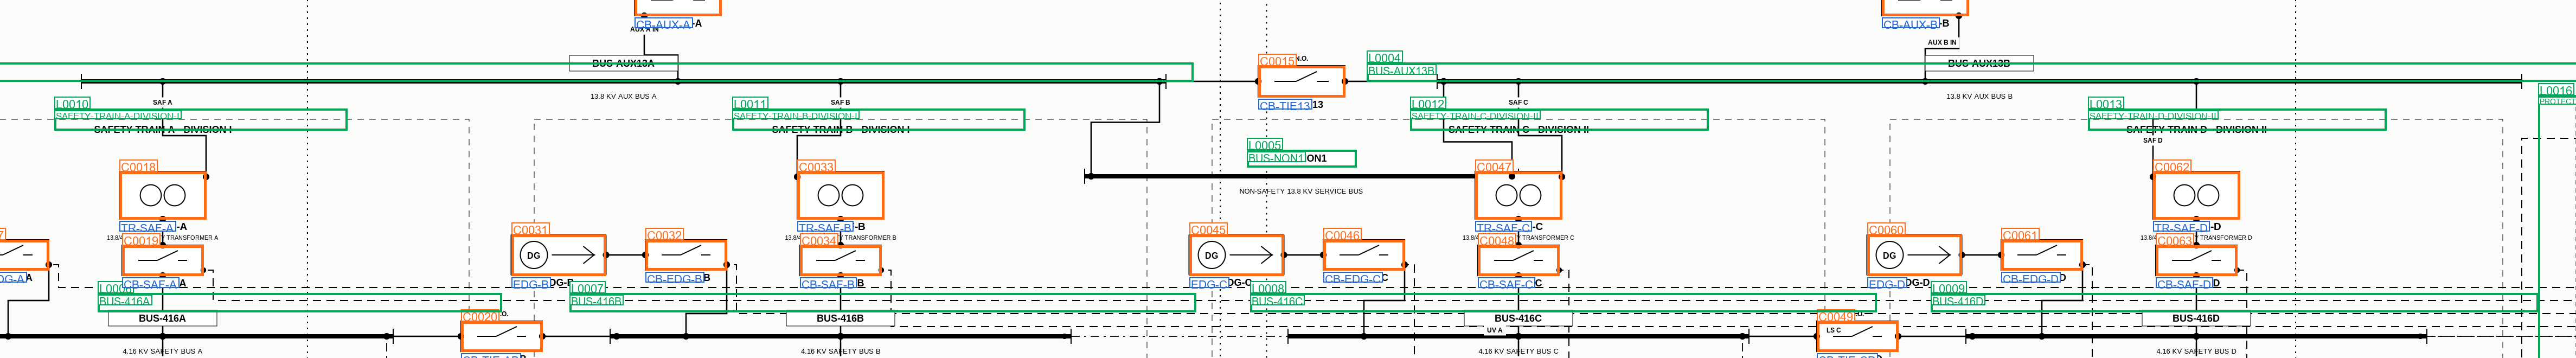 CB-AUX-A -A
CB-AUX-B -B
AUX A IN
AUX B IN
BUS-AUX13A
C0015 N.O.
L0004
BUS-AUX13B
BUS-AUX13B
13.8 KV AUX BUS A
13.8 KV AUX BUS B
CB-TIE13 13
L0010
SAF A
L0011
SAF B
L0012
SAF C
L0013
L0016
SAFETY-TRAIN-A-DIVISION-I
SAFETY-TRAIN-B-DIVISION-I
SAFETY-TRAIN-C-DIVISION-II
SAFETY-TRAIN-D-DIVISION-II
PROTECT
SAFETY TRAIN A DIVISION I
SAFETY TRAIN B DIVISION I
SAFETY TRAIN C DIVISION II
SAFETY TRAIN D DIVISION II
SAF D
L0005
BUS-NON1 ON1
NON-SAFETY 13.8 KV SERVICE BUS
C0018
C0033
C0047
C0062
TR-SAF-A -A
TR-SAF-B -B
TR-SAF-C -C
TR-SAF-D -D
TRANSFORMER A
TRANSFORMER B
TRANSFORMER C
TRANSFORMER D
C0019
C0031
C0032
C0034
C0045
C0046
C0048
C0060
C0061
C0063
DG
DG
DG
CB-SAF-A A
EDG-B DG-B
CB-EDG-B B
CB-SAF-B B
EDG-C DG-C
CB-EDG-C C
CB-SAF-C C
EDG-D DG-D
CB-EDG-D D
CB-SAF-D D
L0007
L0008
L0009
BUS-416A
BUS-416B
BUS-416C
BUS-416D
BUS-416A
BUS-416B
BUS-416C
BUS-416D
C0020
C0049
UV A
LS C
4.16 KV SAFETY BUS A
4.16 KV SAFETY BUS B
4.16 KV SAFETY BUS C
4.16 KV SAFETY BUS D